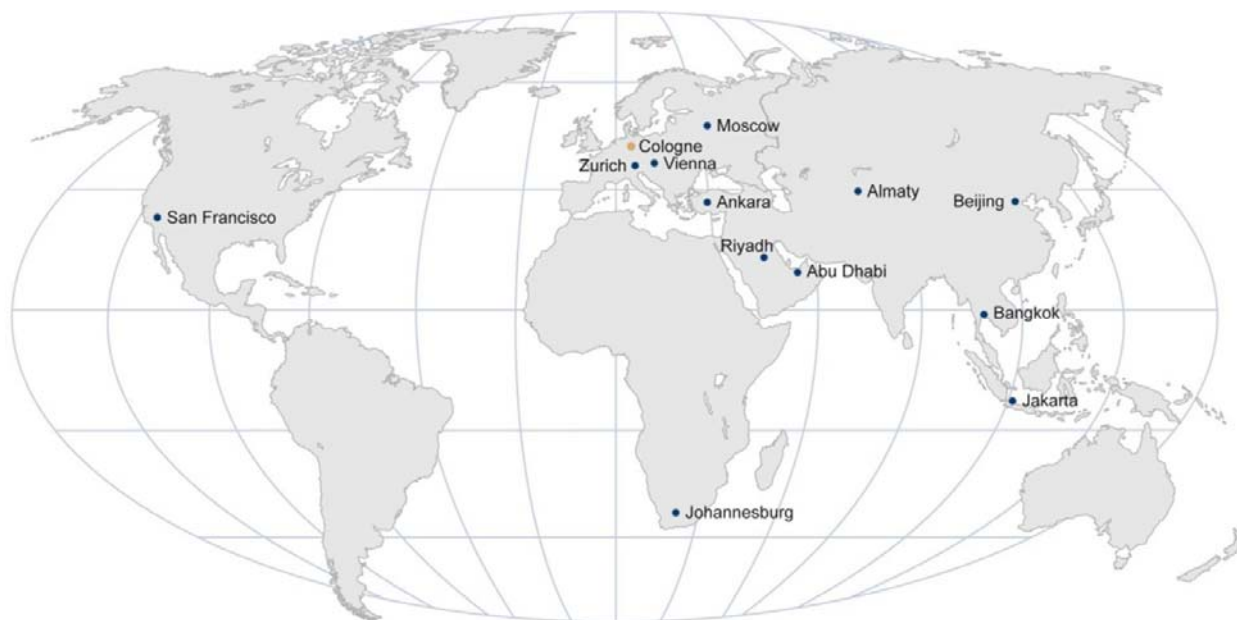 Moscow
Cologne
Zurich
Vienna
Almaty
Ankara
Beijing
San Francisco
Riyadh
Abu Dhabi
Bangkok
Jakarta
Johannesburg